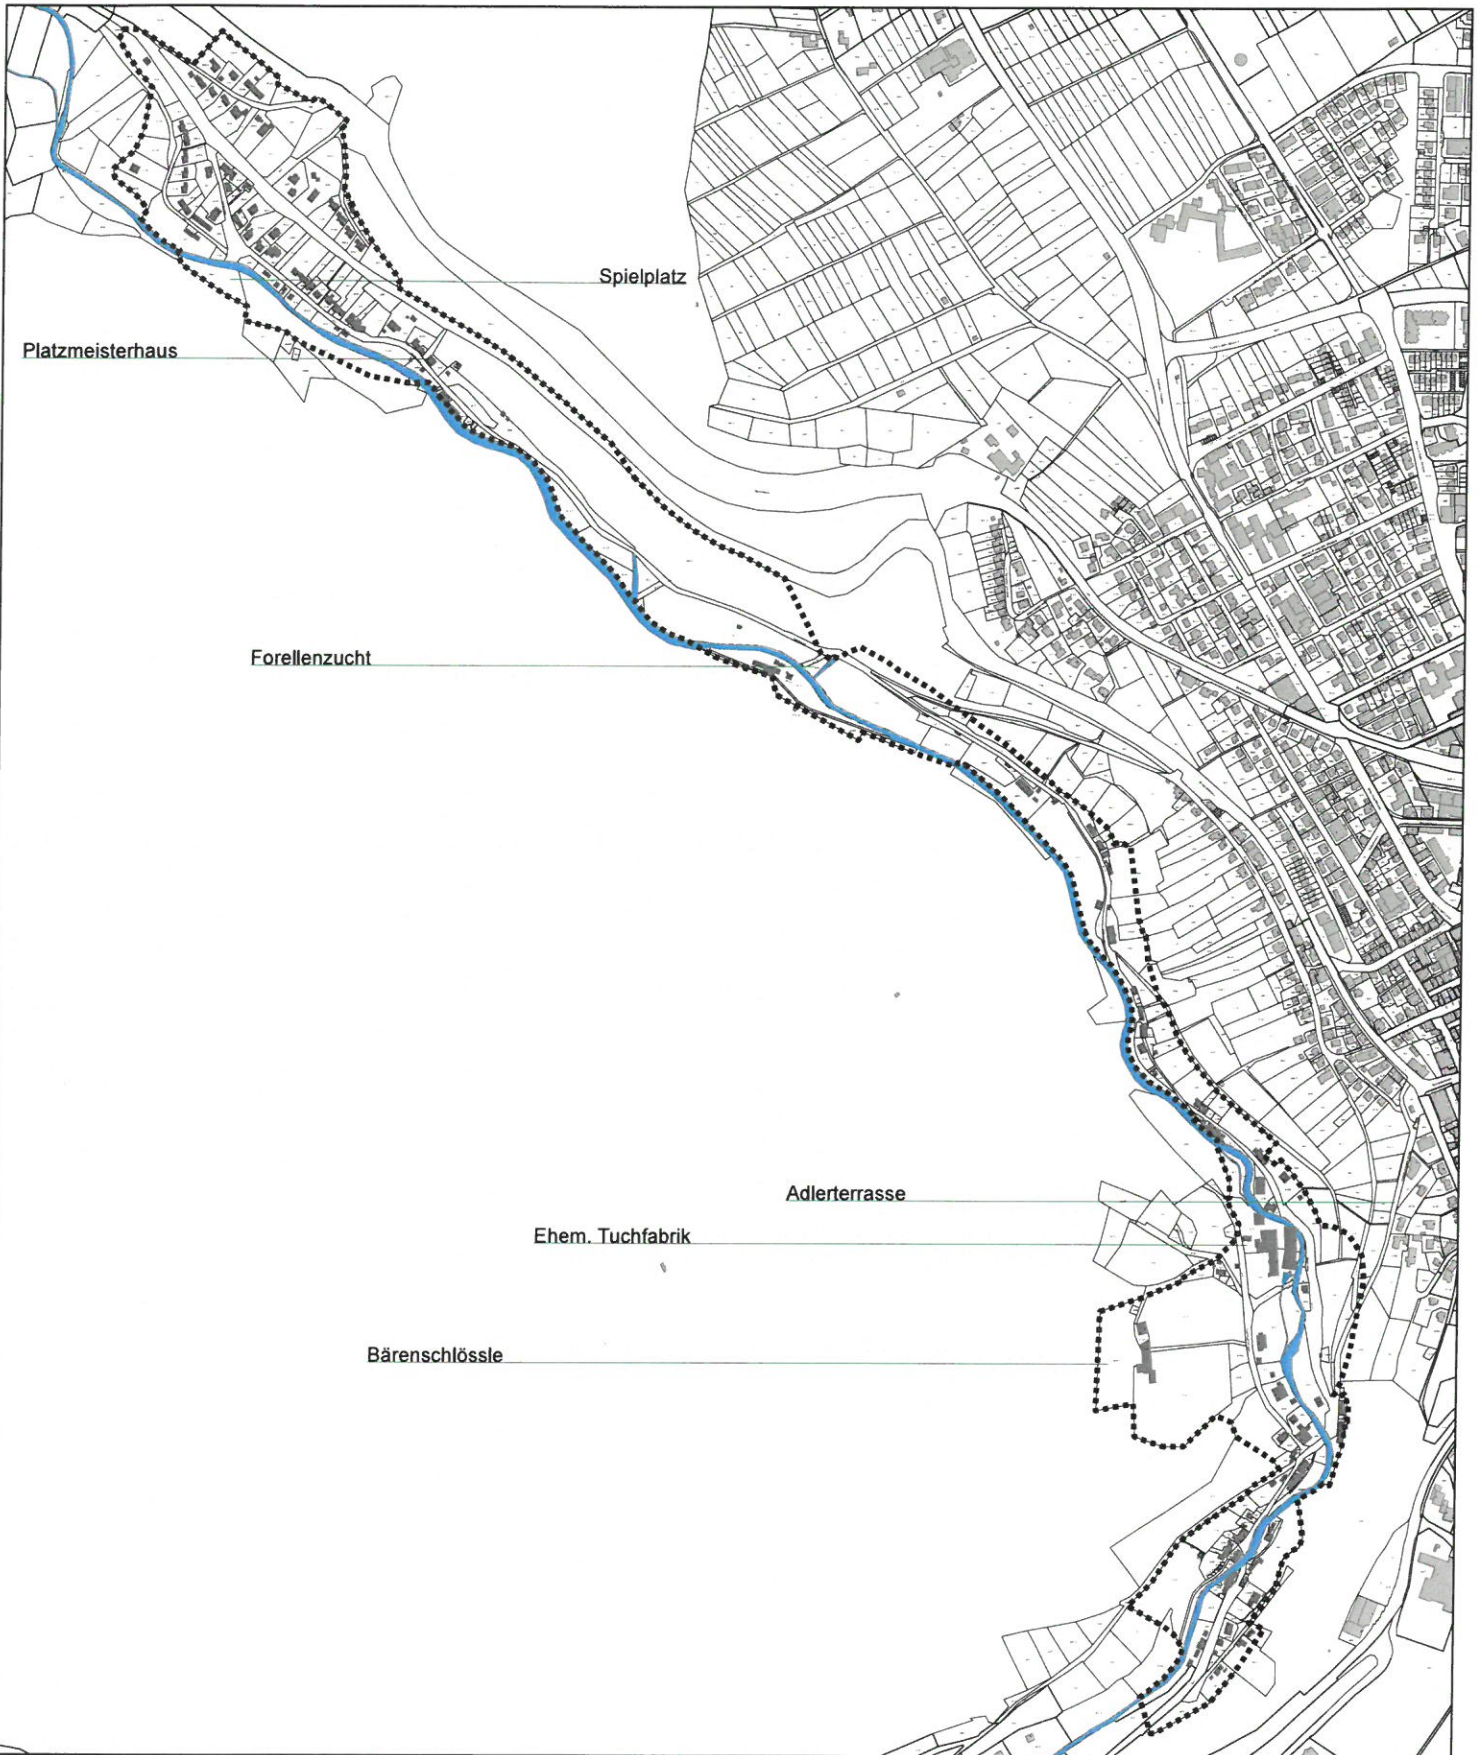 Spielplatz
Platzmeisterhaus
Forellenzucht
Adlerterrasse
Ehem. Tuchfabrik
Bärenschlössle